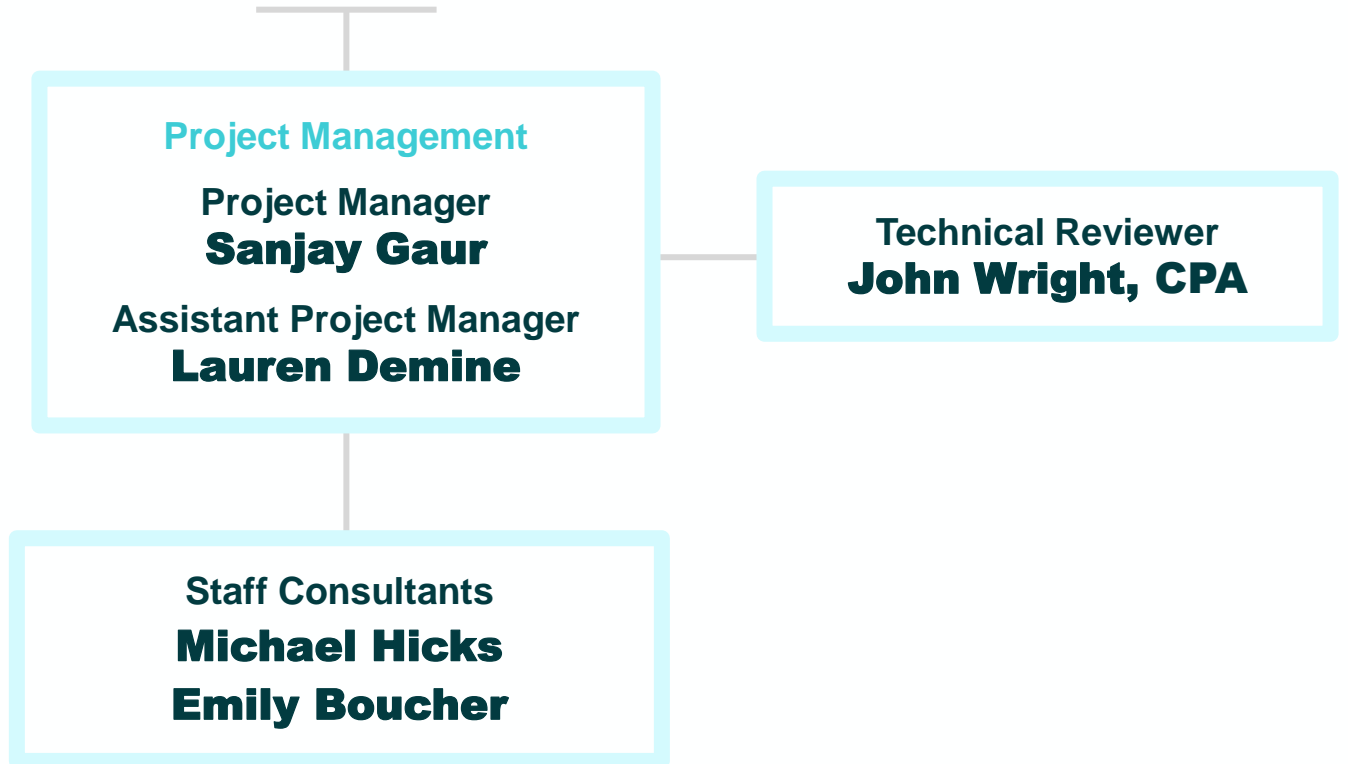 Project Management
Project Manager
Sanjay Gaur
Assistant Project Manager
Lauren Demine
Technical Reviewer
John Wright, CPA
Staff Consultants
Michael Hicks
Emily Boucher